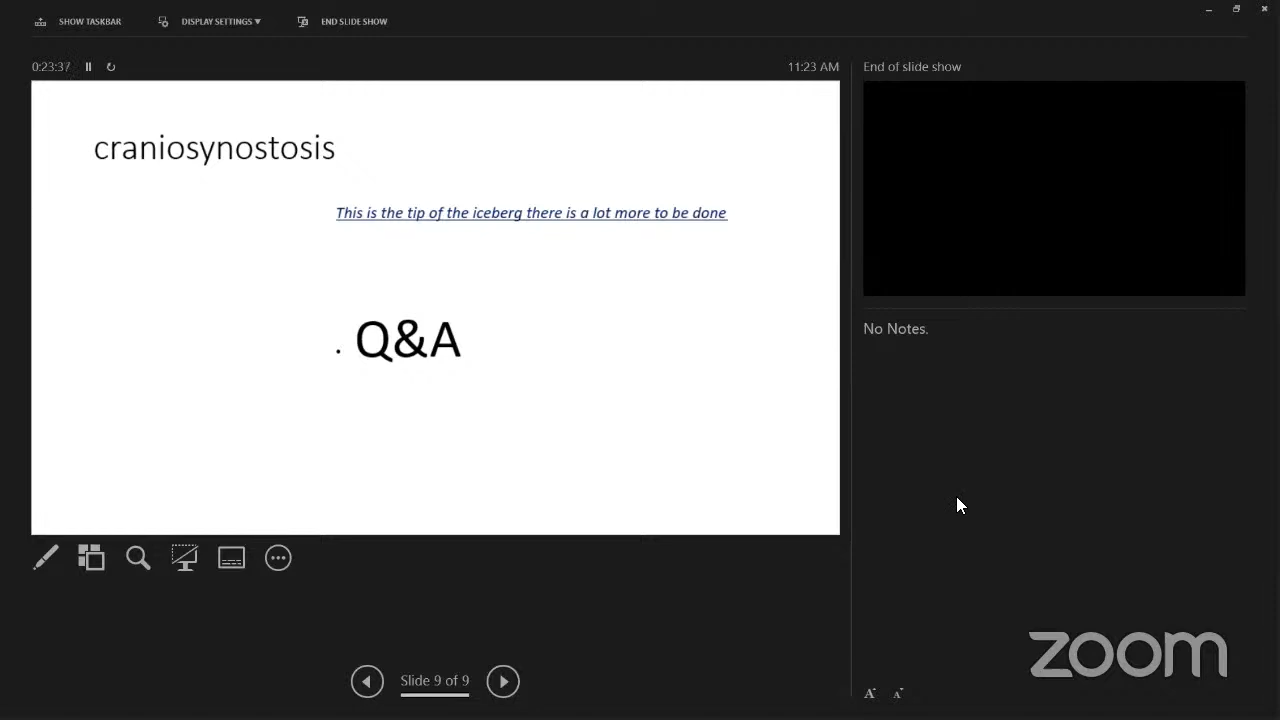 SHOW TASKBAR DISPLAY SETTINGS ▼ END SLIDE SHOW
0:23:37 11:23 AM End of slide show
craniosynostosis
This is the tip of the iceberg there is a lot more to be done
. Q&A
No Notes.
Slide 9 of 9
A A
zoom